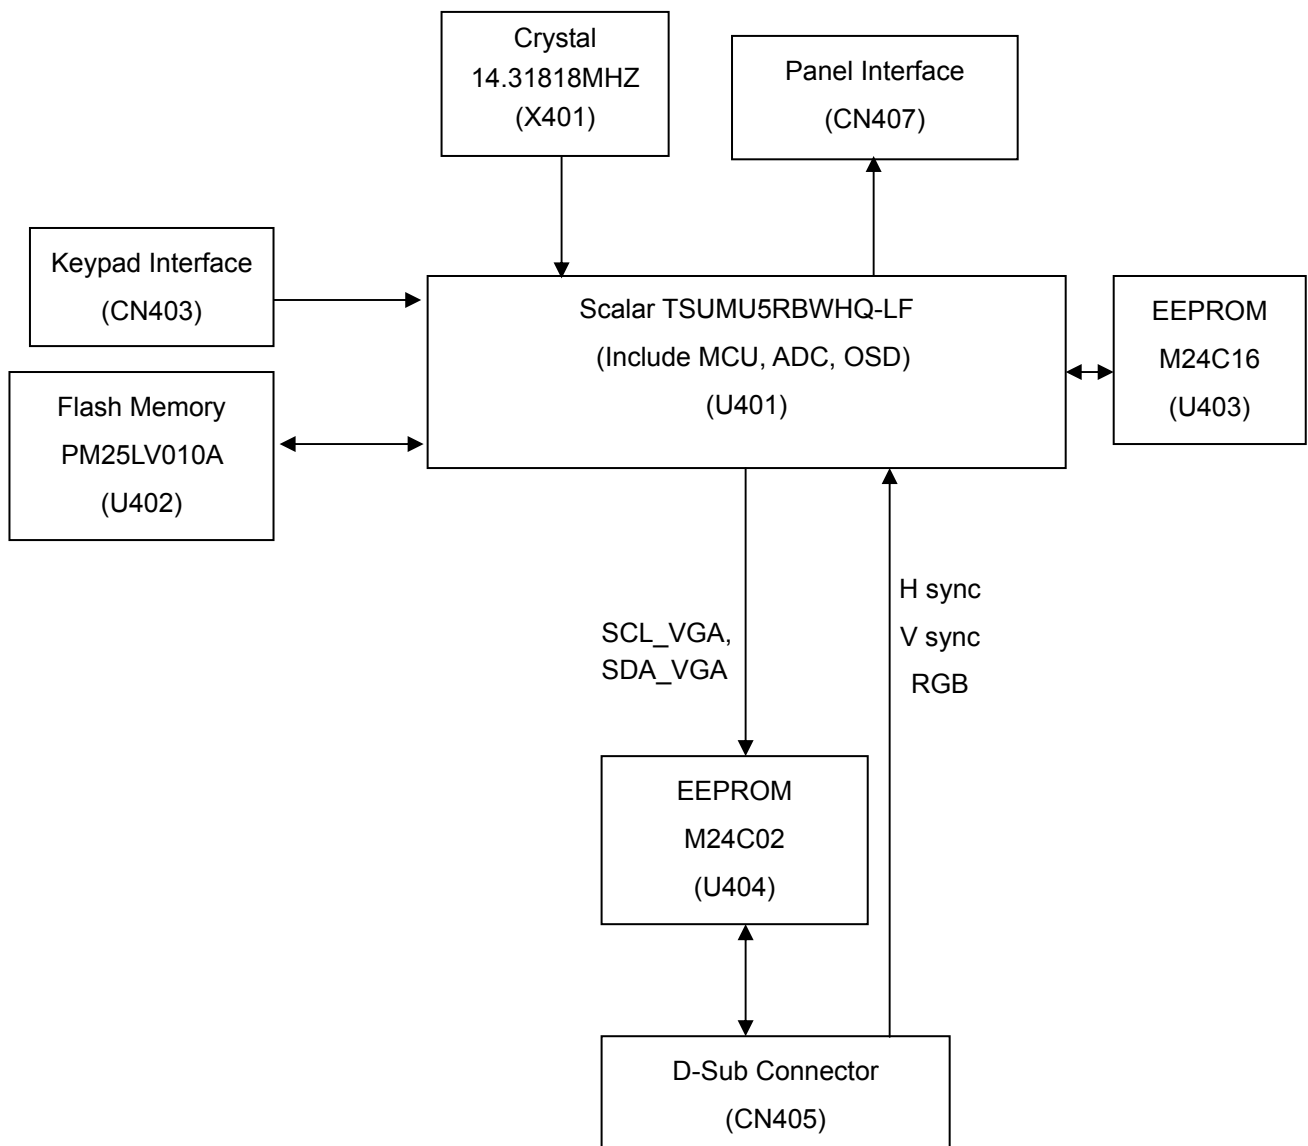 Crystal
14.31818MHZ
(X401)
Panel Interface
(CN407)
Keypad Interface
(CN403)
Scalar TSUMU5RBWHQ-LF
(Include MCU, ADC, OSD)
(U401)
EEPROM
M24C16
(U403)
Flash Memory
PM25LV010A
(U402)
SCL_VGA,
SDA_VGA
H sync
V sync
RGB
EEPROM
M24C02
(U404)
D-Sub Connector
(CN405)